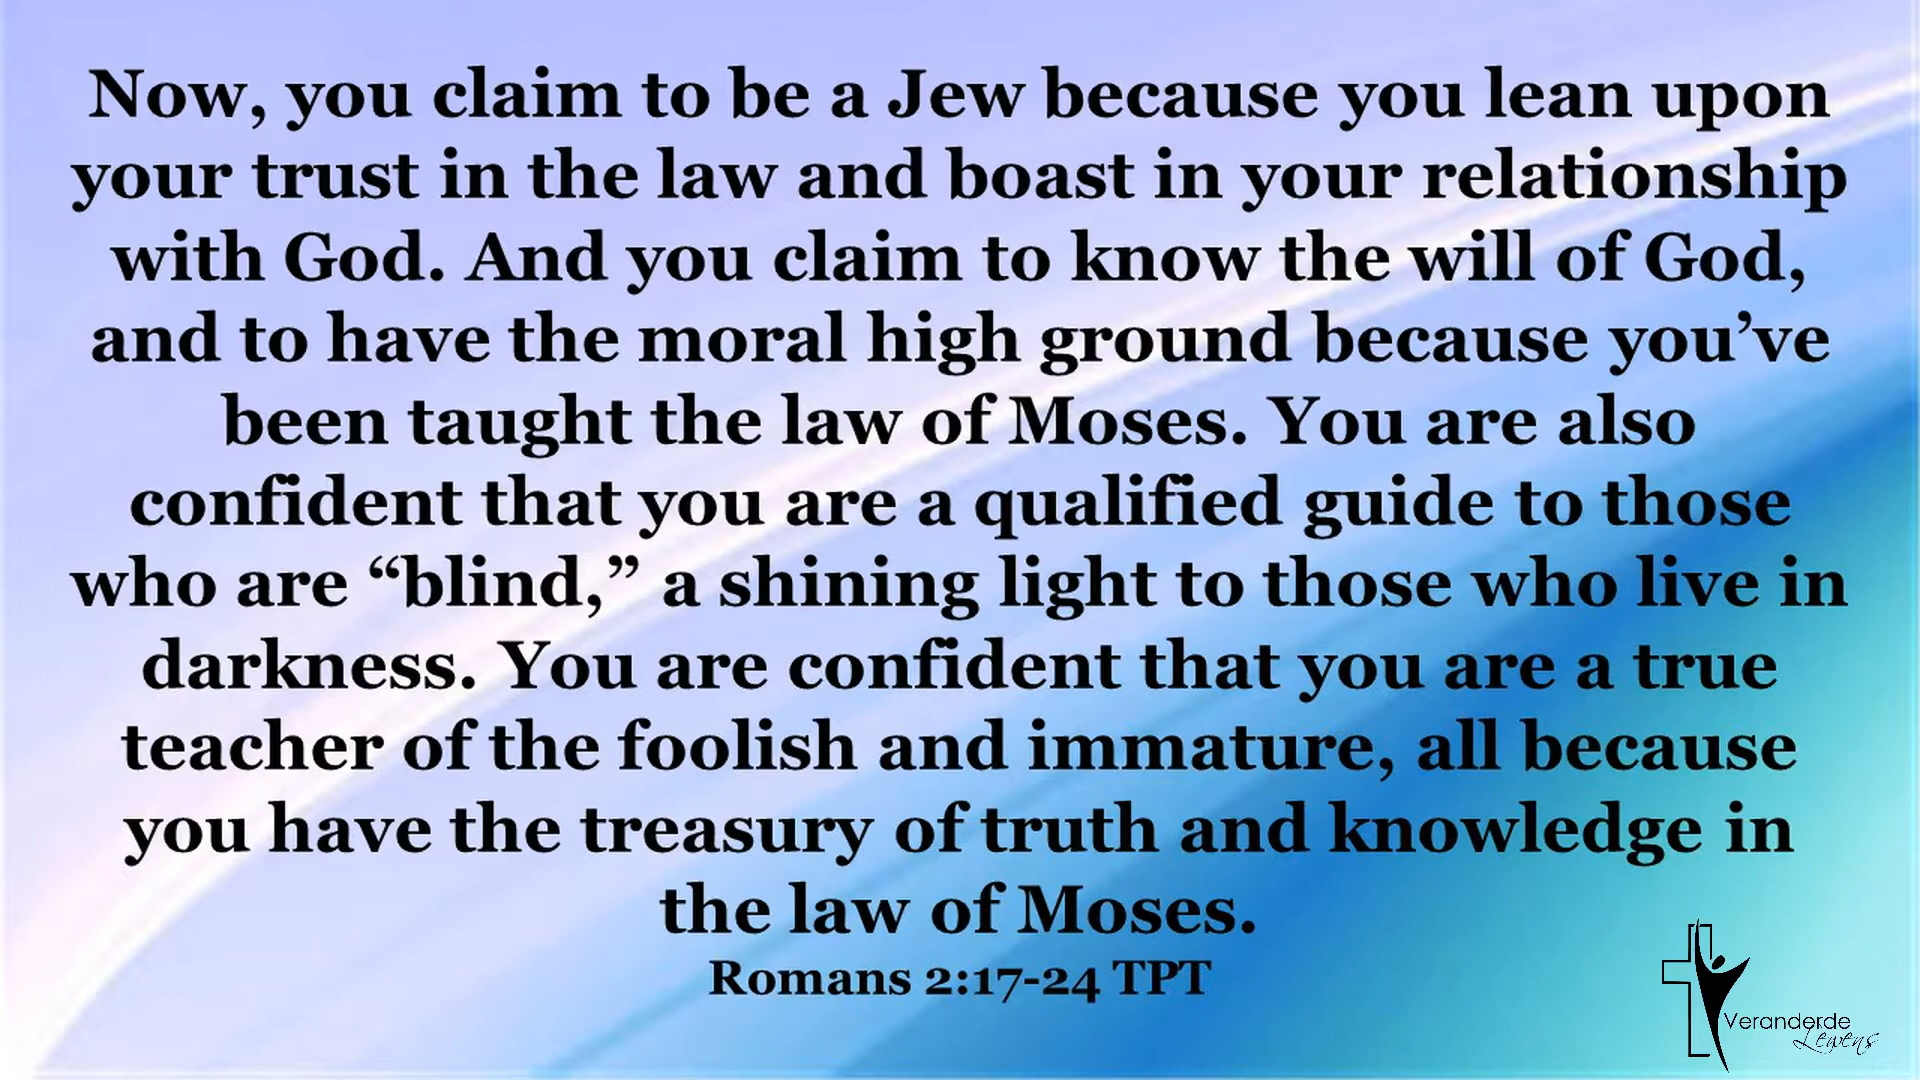 Now, you claim to be a Jew because you lean upon
your trust in the law and boast in your relationship
with God. And you claim to know the will of God,
and to have the moral high ground because you’ve
been taught the law of Moses. You are also
confident that you are a qualified guide to those
who are “blind,” a shining light to those who live in
darkness. You are confident that you are a true
teacher of the foolish and immature, all because
you have the treasury of truth and knowledge in
the law of Moses.
Romans 2:17-24 TPT
Veranderde
Lewens